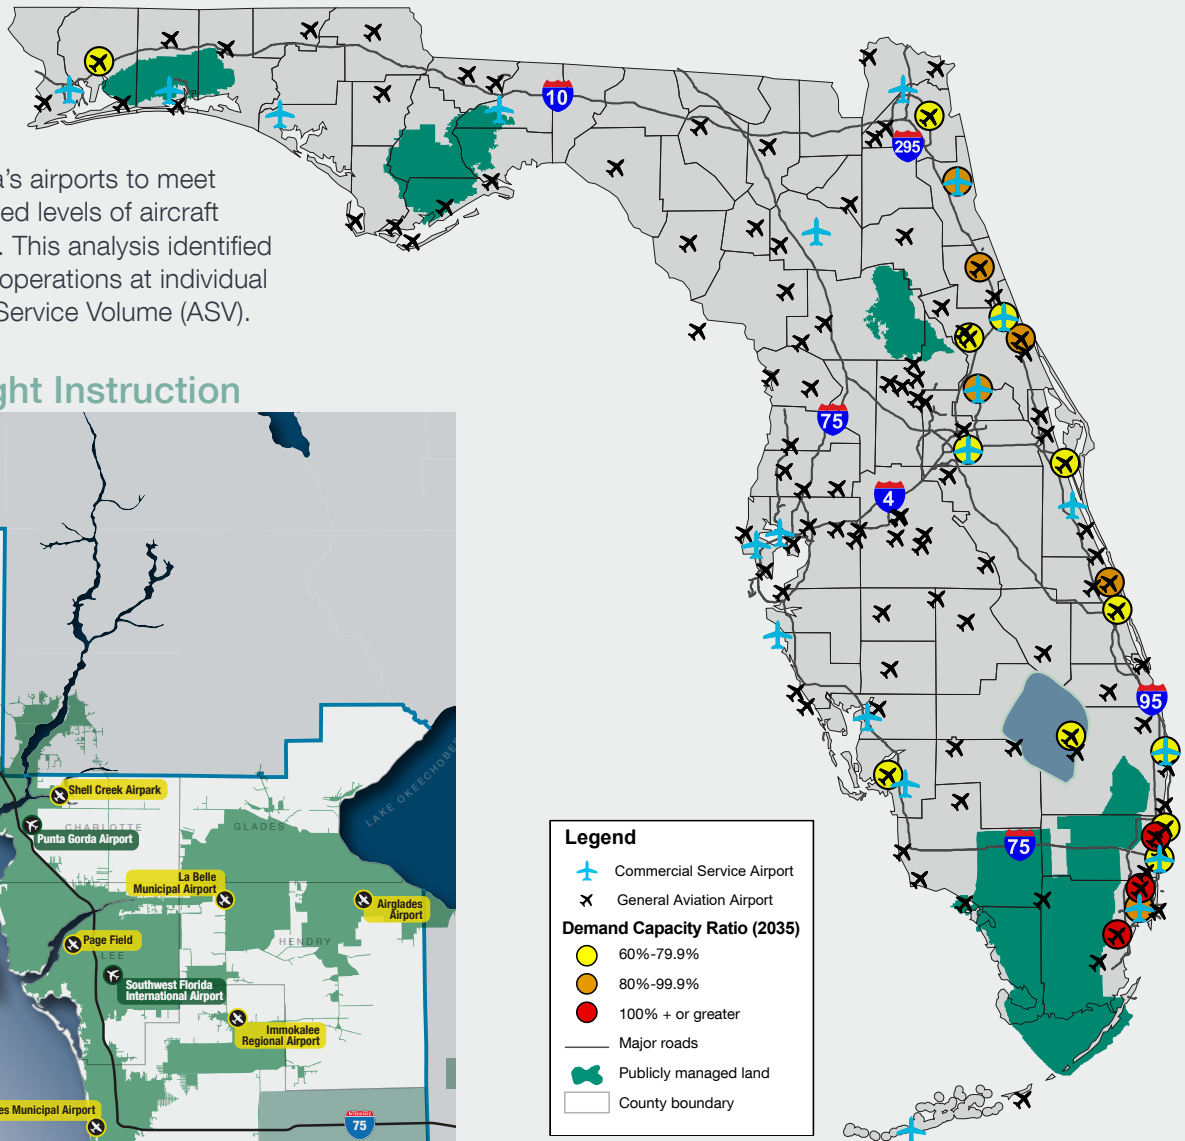 a's airports to meet
ed levels of aircraft
. This analysis identified
operations at individual
Service Volume (ASV).
ght Instruction
10
295
75
4
95
75
Shell Creek Airpark
CHARLOTTE
GLADES
LAKE OKEECHOBEE
Punta Gorda Airport
La Belle
Municipal Airport
Airglades
Airport
Page Field
LEE
HENDRY
Southwest Florida
International Airport
Immokalee
Regional Airport
es Municipal Airport
75
Legend
Commercial Service Airport
General Aviation Airport
Demand Capacity Ratio (2035)
60%-79.9%
80%-99.9%
100% + or greater
Major roads
Publicly managed land
County boundary